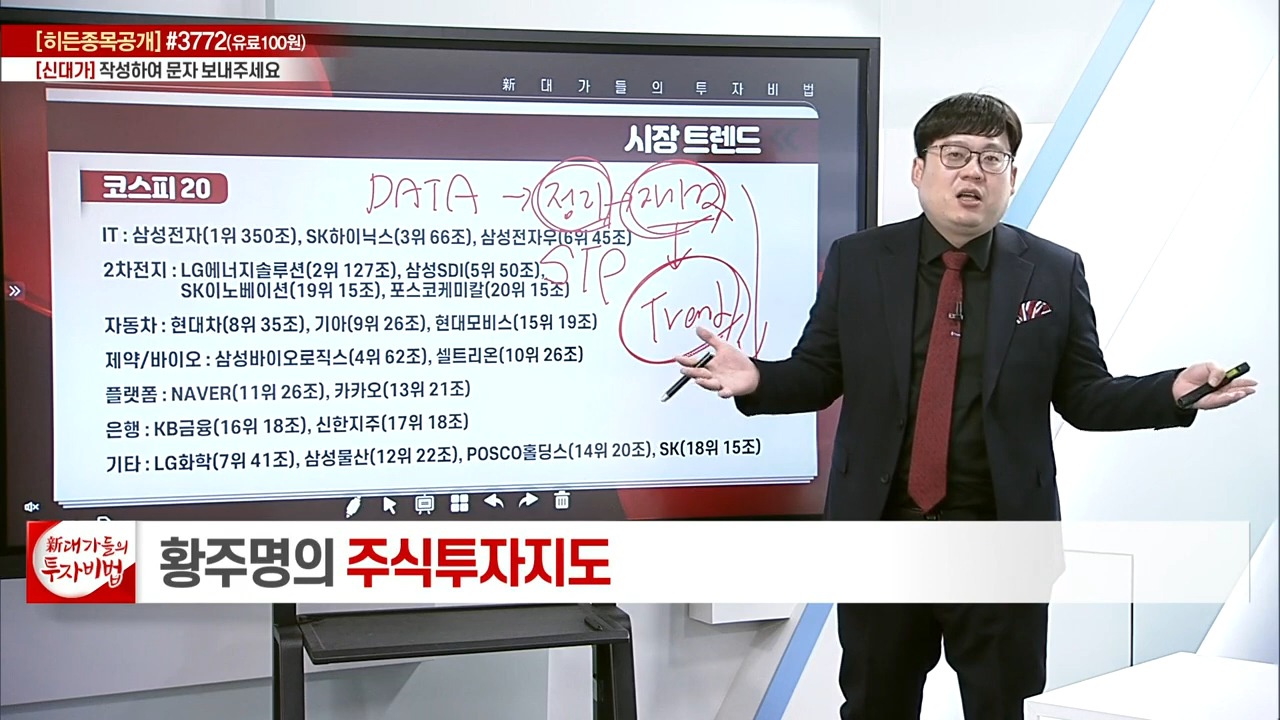 [히든종목공개] #3772(유료100원)
[신대가] 작성하여 문자 보내주세요
新 대 가 들 의 투 자 비 법
시장 트렌드
코스피 20
DATA → 정리 → 재가공
IT : 삼성전자(1위 350조), SK하이닉스(3위 66조), 삼성전자우(6위 45조)
STP
2차전지 : LG에너지솔루션(2위 127조), 삼성SDI(5위 50조),
SK이노베이션(19위 15조), 포스코케미칼(20위 15조)
Trend
자동차 : 현대차(8위 35조), 기아(9위 26조), 현대모비스(15위 19조)
제약/바이오 : 삼성바이오로직스(4위 62조), 셀트리온(10위 26조)
플랫폼 : NAVER(11위 26조), 카카오(13위 21조)
은행 : KB금융(16위 18조), 신한지주(17위 18조)
기타 : LG화학(7위 41조), 삼성물산(12위 22조), POSCO홀딩스(14위 20조), SK(18위 15조)
新대가들의
투자비법
황주명의 주식투자지도